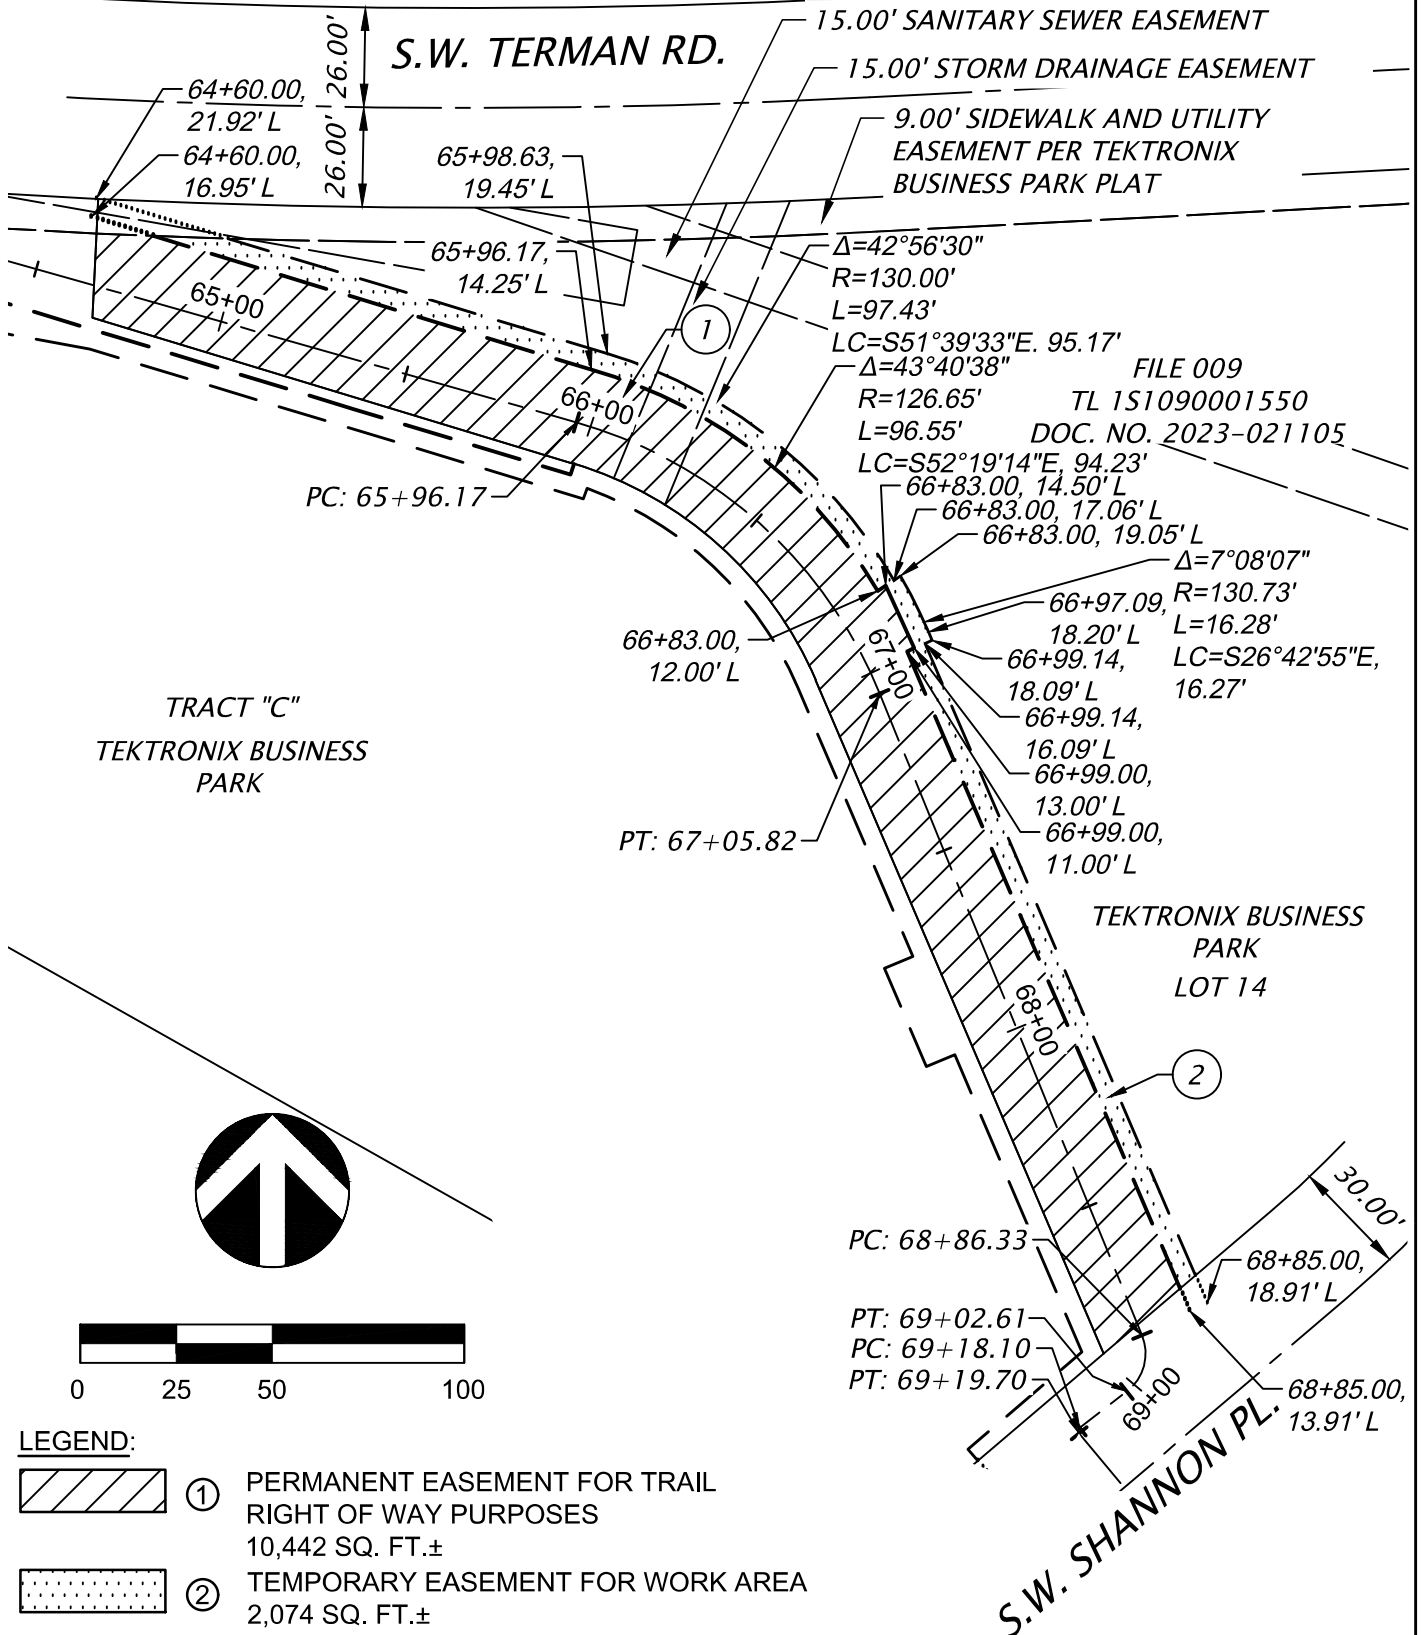 S.W. TERMAN RD.
26.00'
26.00'
15.00' SANITARY SEWER EASEMENT
15.00' STORM DRAINAGE EASEMENT
9.00' SIDEWALK AND UTILITY
EASEMENT PER TEKTRONIX
BUSINESS PARK PLAT
64+60.00,
21.92' L
64+60.00,
16.95' L
65+98.63,
19.45' L
65+96.17,
14.25' L
65+00
1
66+00
PC: 65+96.17
Δ=42°56'30"
R=130.00'
L=97.43'
LC=S51°39'33"E. 95.17'
Δ=43°40'38"
R=126.65'
L=96.55'
LC=S52°19'14"E, 94.23'
FILE 009
TL 1S1090001550
DOC. NO. 2023-021105
66+83.00, 14.50' L
66+83.00, 17.06' L
66+83.00, 19.05' L
Δ=7°08'07"
R=130.73'
L=16.28'
LC=S26°42'55"E,
16.27'
66+97.09,
18.20' L
66+99.14,
18.09' L
66+99.14,
16.09' L
66+99.00,
13.00' L
66+99.00,
11.00' L
66+83.00,
12.00' L
67+00
TRACT "C"
TEKTRONIX BUSINESS
PARK
PT: 67+05.82
TEKTRONIX BUSINESS
PARK
LOT 14
68+00
2
30.00'
PC: 68+86.33
68+85.00,
18.91' L
PT: 69+02.61
PC: 69+18.10
PT: 69+19.70
69+00
68+85.00,
13.91' L
S.W. SHANNON PL.
0 25 50 100
LEGEND:
1 PERMANENT EASEMENT FOR TRAIL
RIGHT OF WAY PURPOSES
10,442 SQ. FT.±
2 TEMPORARY EASEMENT FOR WORK AREA
2,074 SQ. FT.±